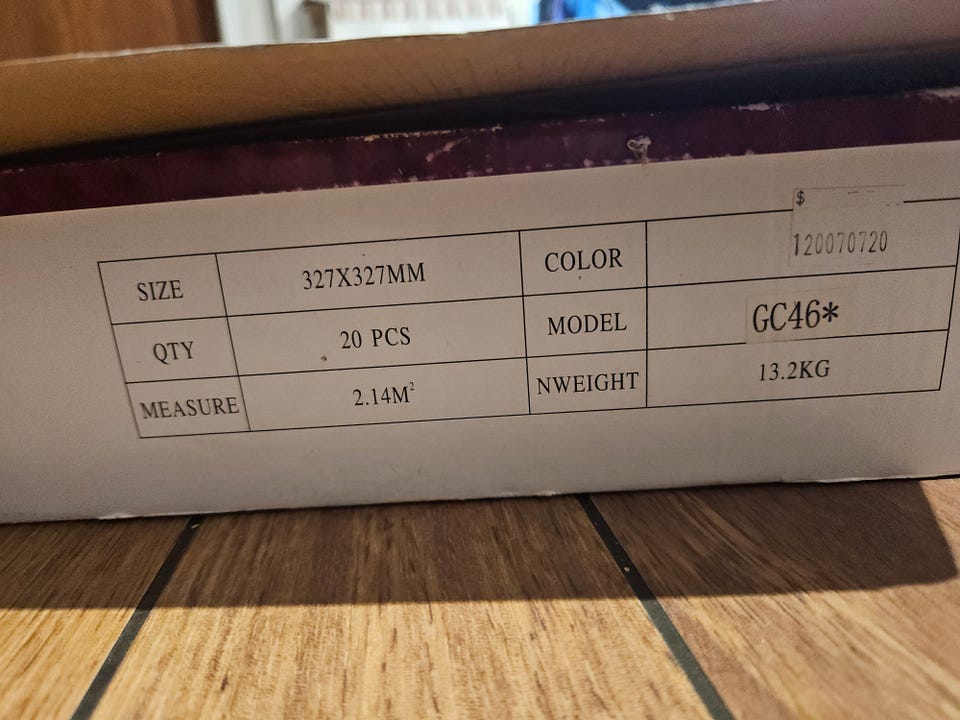 $
120070720
SIZE 327X327MM COLOR
QTY 20 PCS MODEL GC46*
MEASURE 2.14M² NWEIGHT 13.2KG